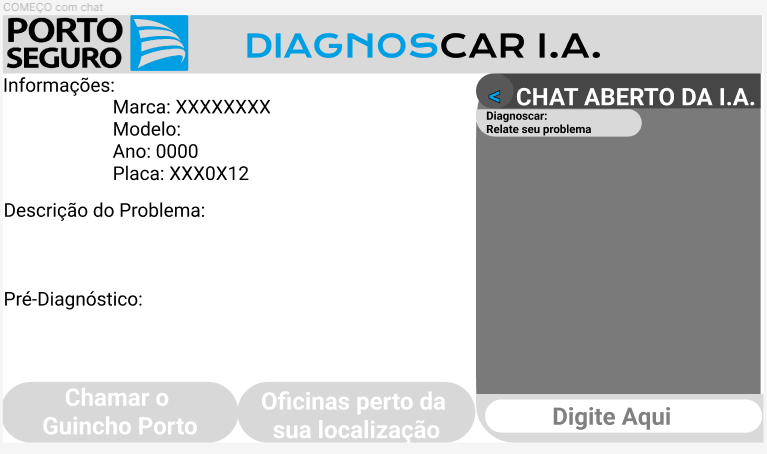 COMEÇO com chat
PORTO
SEGURO
DIAGNOSCAR I.A.
Informações:
Marca: XXXXXXXX
Modelo:
Ano: 0000
Placa: XXX0X12
Descrição do Problema:
Pré-Diagnóstico:
Chamar o
Guincho Porto
Oficinas perto da
sua localização
< CHAT ABERTO DA I.A.
Diagnoscar:
Relate seu problema
Digite Aqui